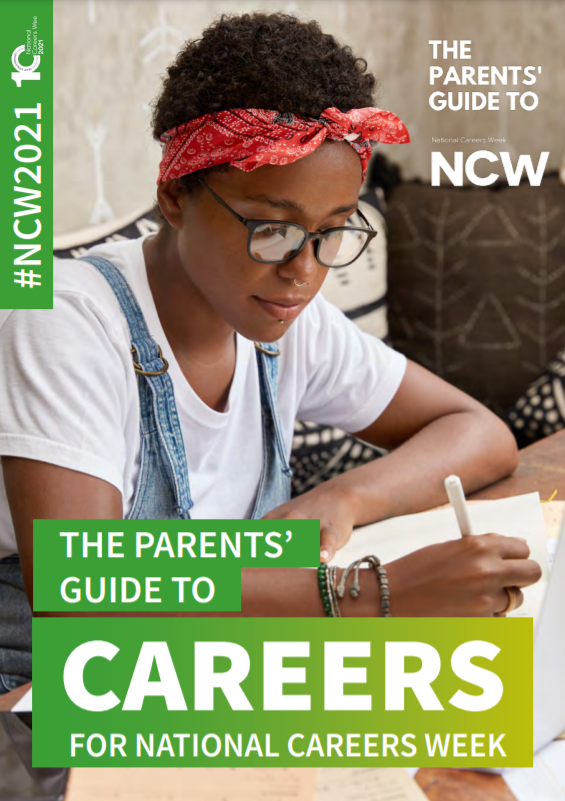 National
Careers Week
2021
#NCW2021
THE
PARENTS'
GUIDE TO
National Careers Week
NCW
THE PARENTS’
GUIDE TO
CAREERS
FOR NATIONAL CAREERS WEEK